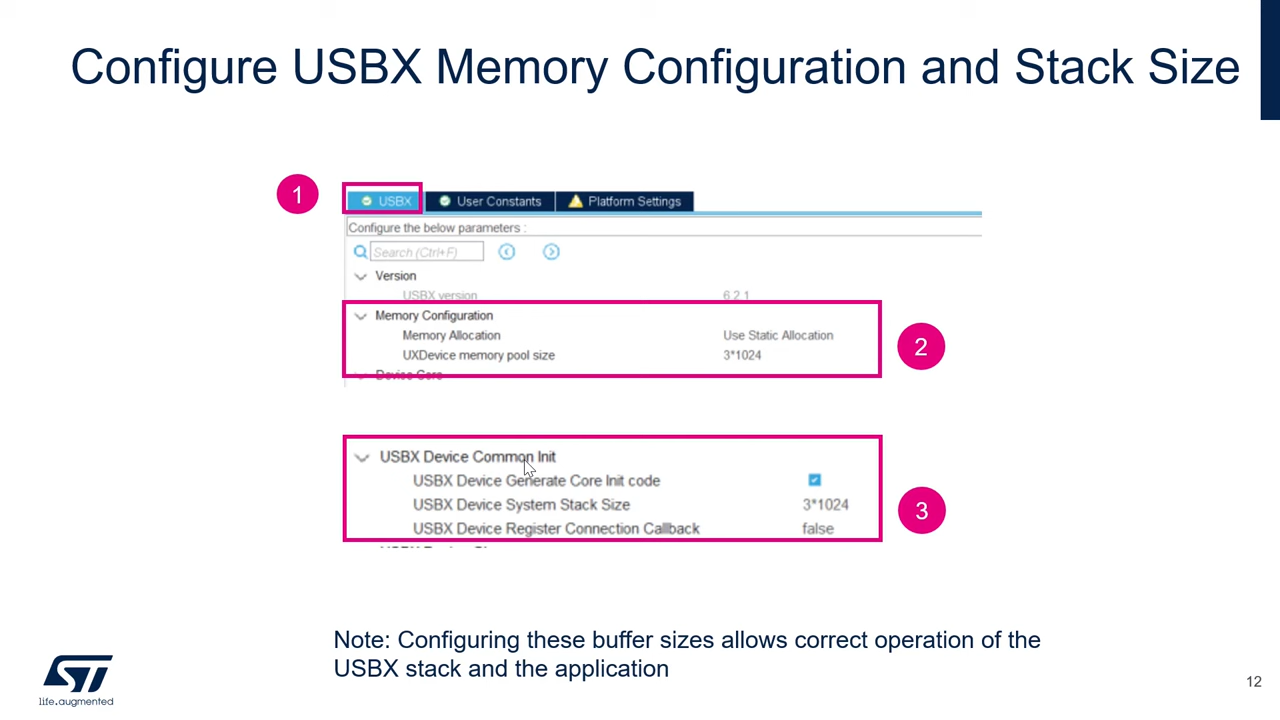 Configure USBX Memory Configuration and Stack Size
1
USBX User Constants Platform Settings
Configure the below parameters :
Search (Ctrl+F)
Version
USBX version 6.2.1
Memory Configuration
Memory Allocation Use Static Allocation
UXDevice memory pool size 3*1024
2
Device Core
USBX Device Common Init
USBX Device Generate Core Init code
USBX Device System Stack Size 3*1024
3
USBX Device Register Connection Callback false
Note: Configuring these buffer sizes allows correct operation of the
USBX stack and the application
ST
life.augmented
12